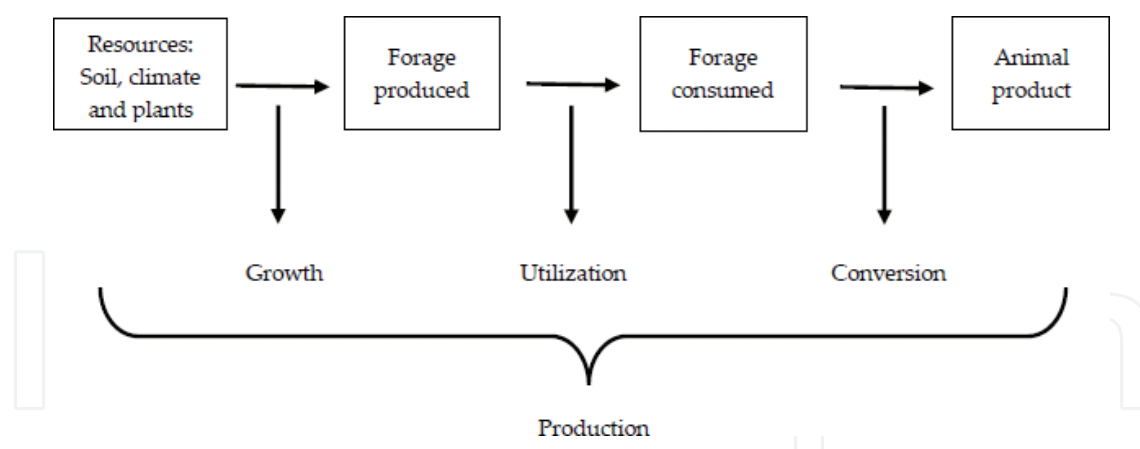 Resources:
Soil, climate
and plants
Forage
produced
Forage
consumed
Animal
product
Growth
Utilization
Conversion
Production